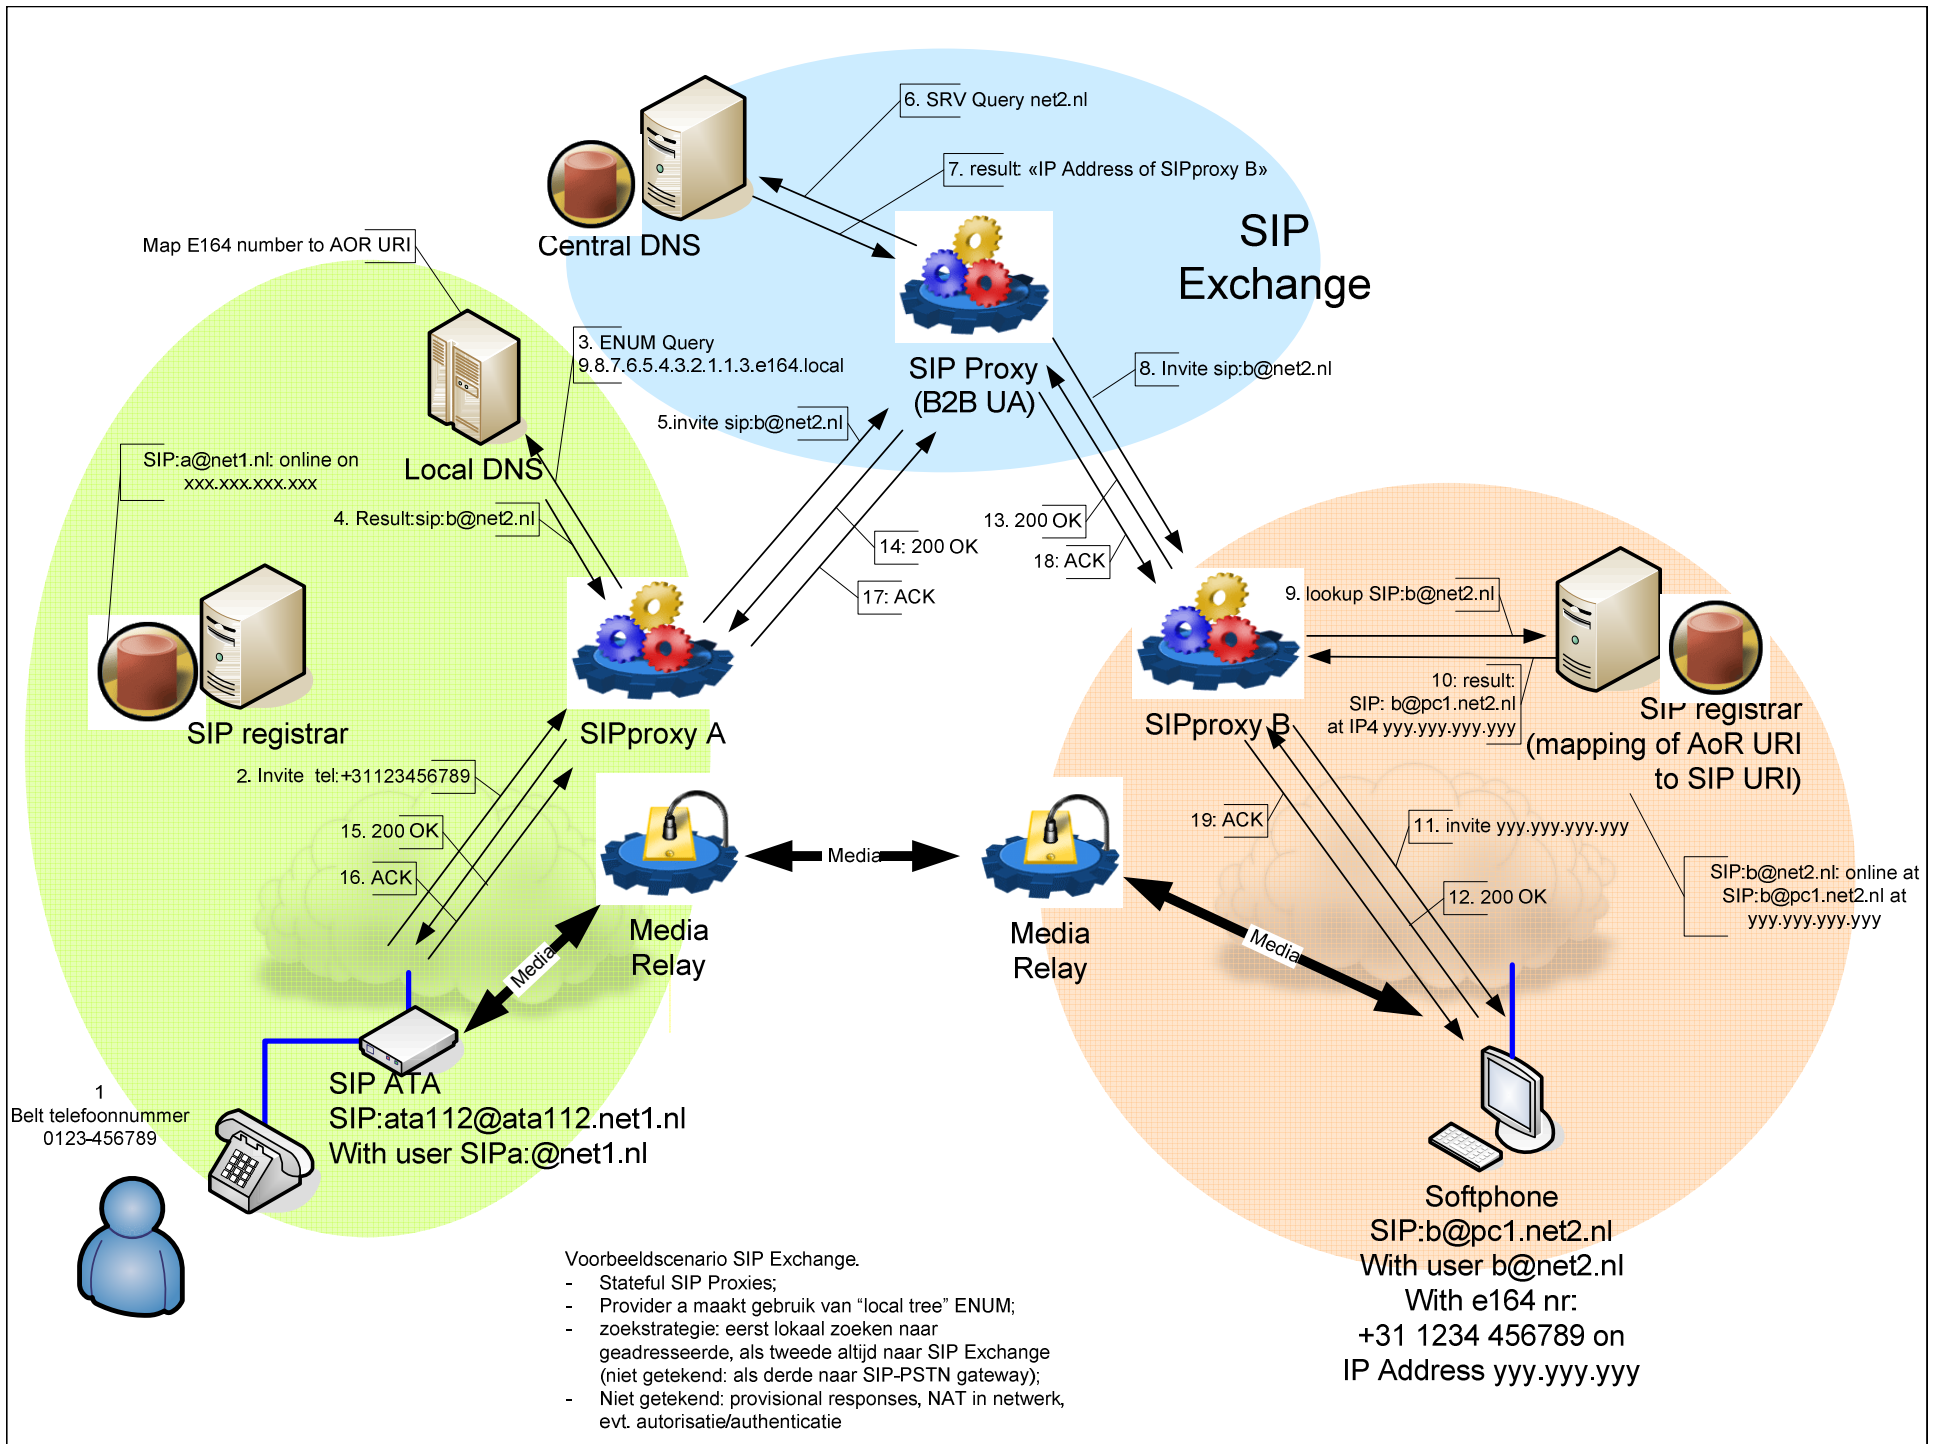 6. SRV Query net2.nl
7. result: «IP Address of SIPproxy B»
Central DNS
SIP
Exchange
Map E164 number to AOR URI
3. ENUM Query
9.8.7.6.5.4.3.2.1.1.3.e164.local
SIP Proxy
(B2B UA)
8. Invite sip:b@net2.nl
5.invite sip:b@net2.nl
SIP:a@net1.nl: online on
xxx.xxx.xxx.xxx
Local DNS
4. Result:sip:b@net2.nl
14: 200 OK
17: ACK
13. 200 OK
18: ACK
9. lookup SIP:b@net2.nl
10: result:
SIP: b@pc1.net2.nl
at IP4 yyy.yyy.yyy.yyy
SIP registrar
SIPproxy A
SIPproxy B
SIP registrar
(mapping of AoR URI
to SIP URI)
2. Invite tel:+31123456789
15. 200 OK
16. ACK
Media
19: ACK
11. invite yyy.yyy.yyy.yyy
12. 200 OK
SIP:b@net2.nl: online at
SIP:b@pc1.net2.nl at
yyy.yyy.yyy.yyy
Media
Relay
Media
Relay
Media
Media
1
Belt telefoonnummer
0123-456789
SIP ATA
SIP:ata112@ata112.net1.nl
With user SIPa:@net1.nl
Softphone
SIP:b@pc1.net2.nl
With user b@net2.nl
With e164 nr:
+31 1234 456789 on
IP Address yyy.yyy.yyy
Voorbeeldscenario SIP Exchange.
- Stateful SIP Proxies;
- Provider a maakt gebruik van “local tree” ENUM;
- zoekstrategie: eerst lokaal zoeken naar
geadresseerde, als tweede altijd naar SIP Exchange
(niet getekend: als derde naar SIP-PSTN gateway);
- Niet getekend: provisional responses, NAT in netwerk,
evt. autorisatie/authenticatie